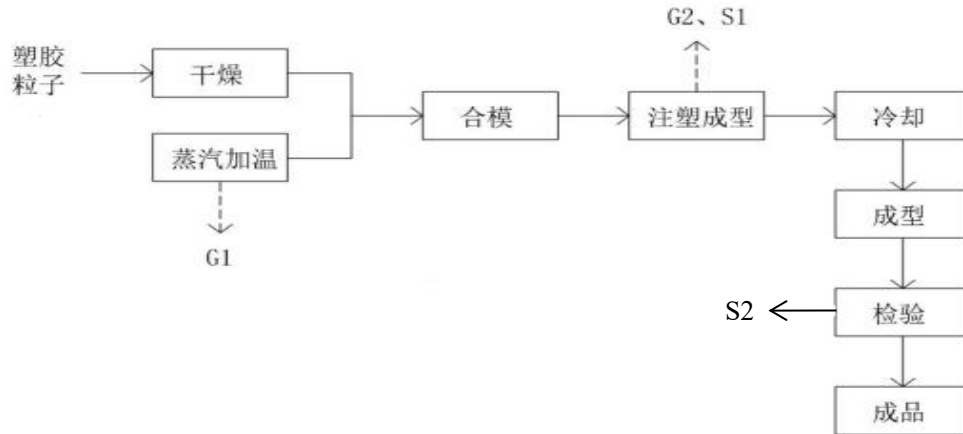 G2、S1
塑胶
粒子
干燥
合模
注塑成型
冷却
蒸汽加温
成型
G1
S2
检验
成品